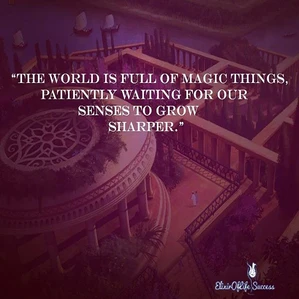 “THE WORLD IS FULL OF MAGIC THINGS,
PATIENTLY WAITING FOR OUR
SENSES TO GROW
SHARPER.”
ElixirOfLife Success